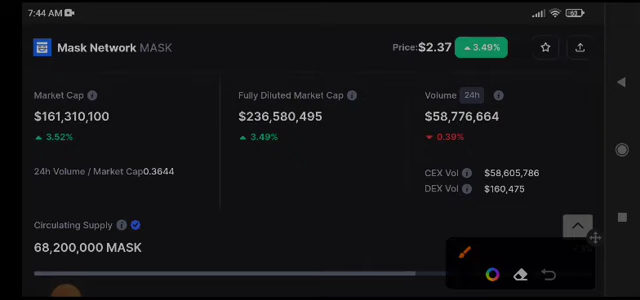 7:44 AM
63
Mask Network MASK
Price:$2.37 ▲ 3.49%
Market Cap
Fully Diluted Market Cap
Volume 24h
$161,310,100
$236,580,495
$58,776,664
▲ 3.52%
▲ 3.49%
▼ 0.39%
24h Volume / Market Cap0.3644
CEX Vol $58,605,786
DEX Vol $160,475
Circulating Supply
68,200,000 MASK